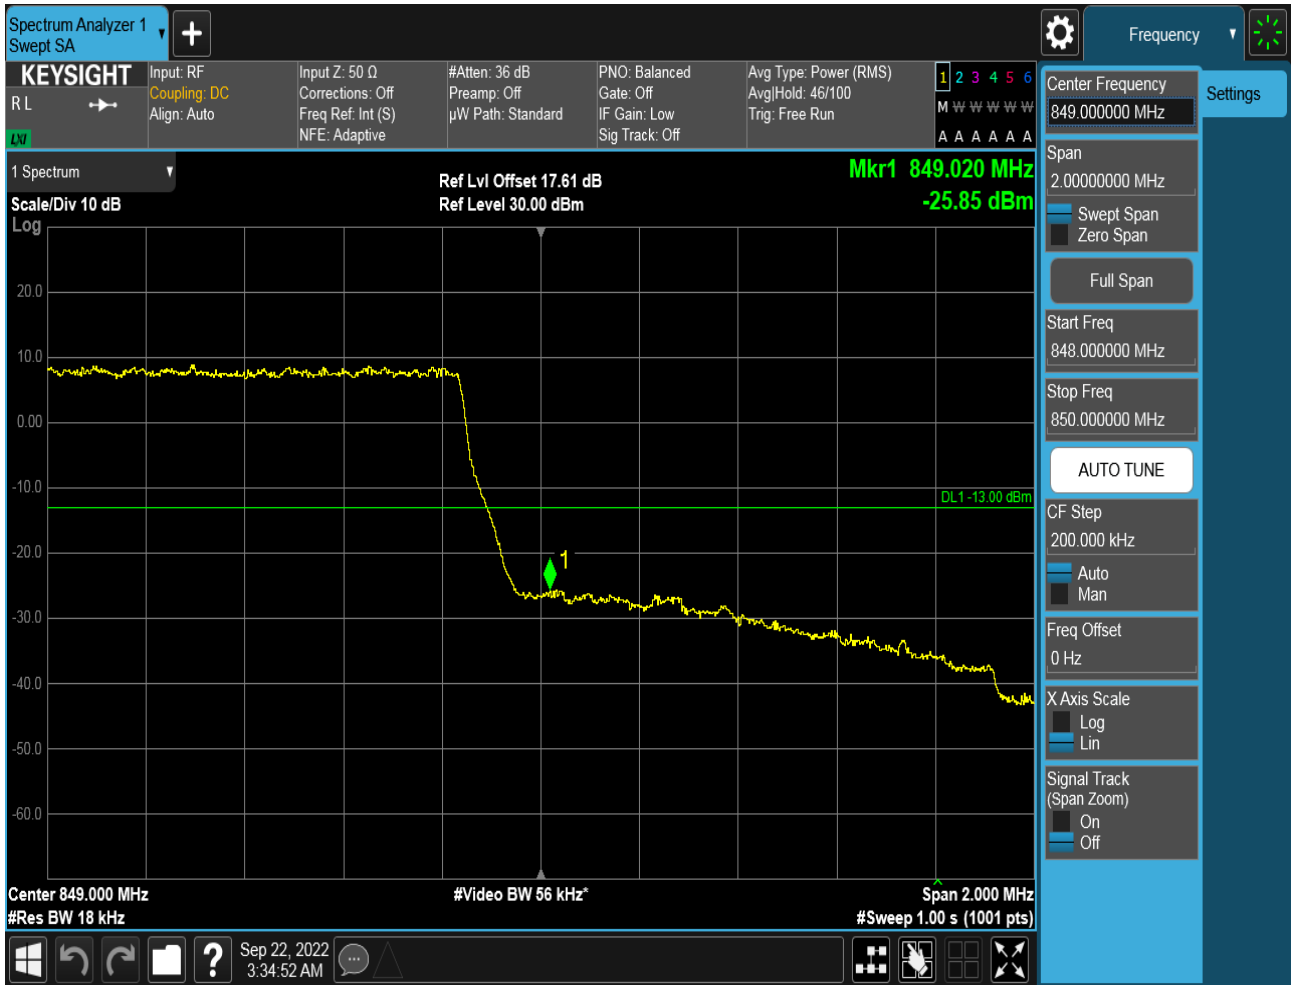 Spectrum Analyzer 1
Swept SA
Frequency
KEYSIGHT
R L
LXI
Input: RF
Coupling: DC
Align: Auto
Input Z: 50 Ω
Corrections: Off
Freq Ref: Int (S)
NFE: Adaptive
#Atten: 36 dB
Preamp: Off
µW Path: Standard
PNO: Balanced
Gate: Off
IF Gain: Low
Sig Track: Off
Avg Type: Power (RMS)
Avg|Hold: 46/100
Trig: Free Run
1 2 3 4 5 6
M W W W W W
A A A A A A
1 Spectrum
Scale/Div 10 dB
Log
Ref Lvl Offset 17.61 dB
Ref Level 30.00 dBm
Mkr1 849.020 MHz
-25.85 dBm
20.0
10.0
0.00
-10.0
-20.0
-30.0
-40.0
-50.0
-60.0
DL1 -13.00 dBm
1
Center 849.000 MHz
#Res BW 18 kHz
#Video BW 56 kHz*
Span 2.000 MHz
#Sweep 1.00 s (1001 pts)
Center Frequency
849.000000 MHz
Settings
Span
2.00000000 MHz
Swept Span
Zero Span
Full Span
Start Freq
848.000000 MHz
Stop Freq
850.000000 MHz
AUTO TUNE
CF Step
200.000 kHz
Auto
Man
Freq Offset
0 Hz
X Axis Scale
Log
Lin
Signal Track
(Span Zoom)
On
Off
?
Sep 22, 2022
3:34:52 AM